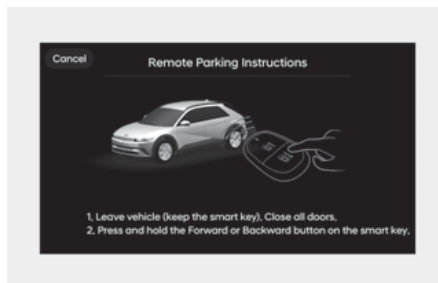 Cancel
Remote Parking Instructions
1, Leave vehicle (keep the smart key), Close all doors,
2, Press and hold the Forward or Backward button on the smart key,